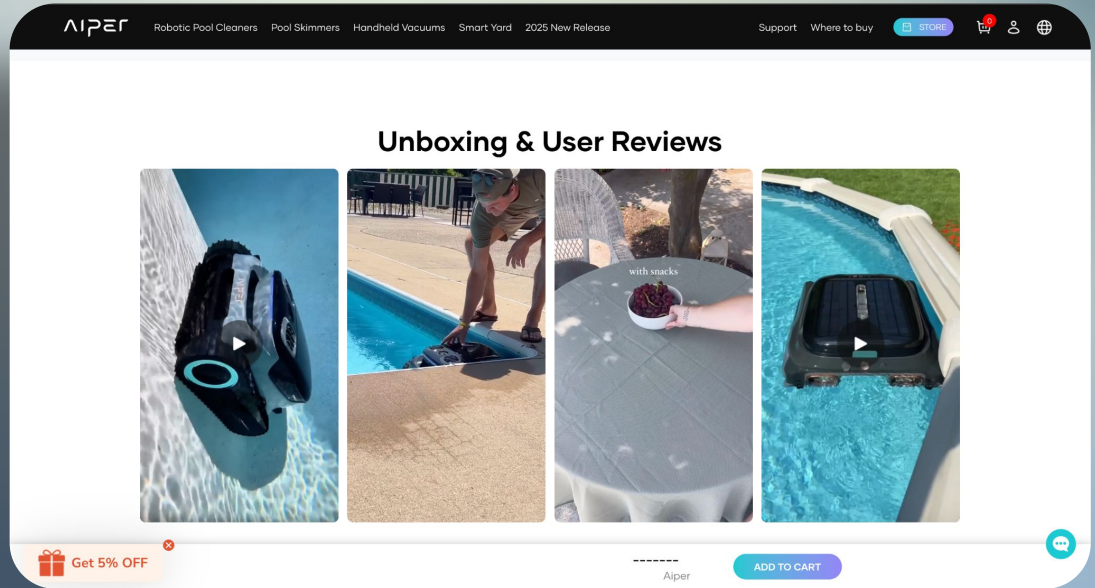 AIPER
Robotic Pool Cleaners Pool Skimmers Handheld Vacuums Smart Yard 2025 New Release Support Where to buy STORE 0
Unboxing & User Reviews
with snacks
Get 5% OFF
-------
Aiper
ADD TO CART